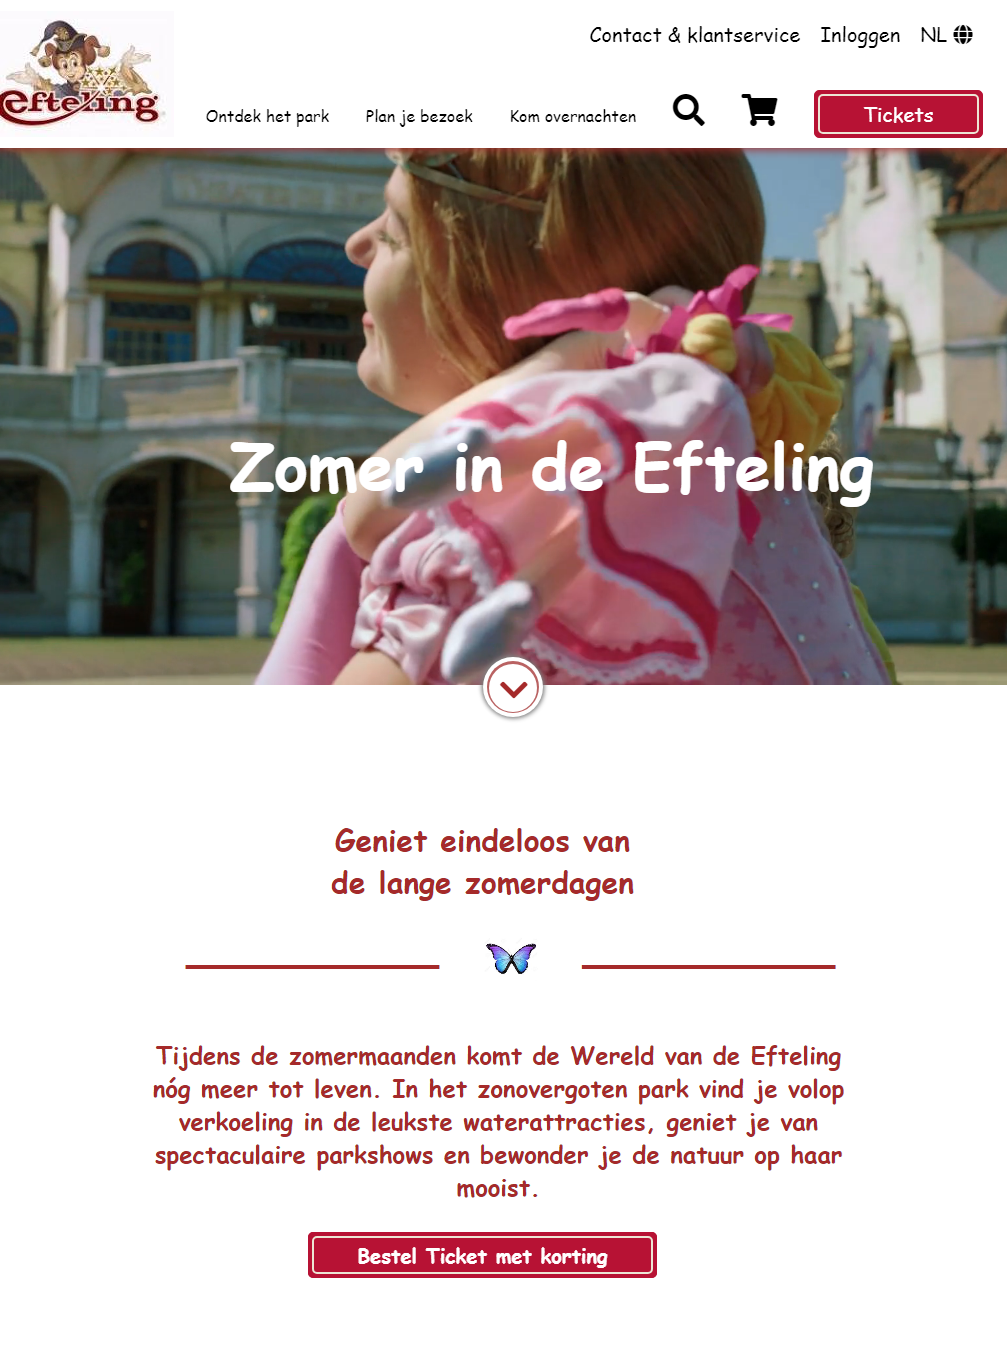 Contact & klantservice Inloggen NL
efteling
Ontdek het park Plan je bezoek Kom overnachten Tickets
Zomer in de Efteling
Geniet eindeloos van
de lange zomerdagen
Tijdens de zomermaanden komt de Wereld van de Efteling
nóg meer tot leven. In het zonovergoten park vind je volop
verkoeling in de leukste waterattracties, geniet je van
spectaculaire parkshows en bewonder je de natuur op haar
mooist.
Bestel Ticket met korting